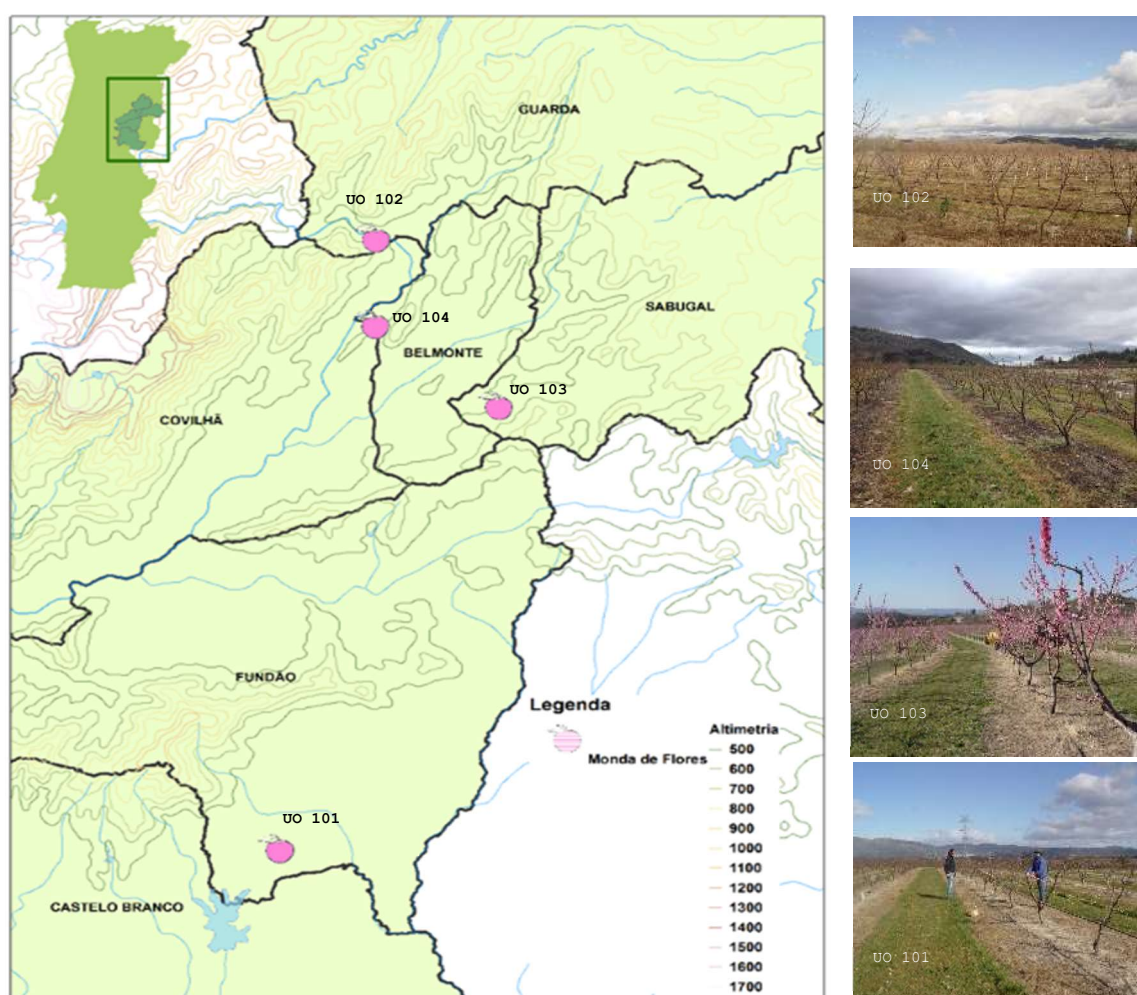 GUARDA
UO 102
SABUGAL
UO 104
BELMONTE
UO 103
COVILHÃ
FUNDÃO
Legenda
Monda de Flores
Altimetria
500
600
700
800
900
1000
1100
1200
1300
1400
1500
1600
1700
UO 101
CASTELO BRANCO
UO 102
UO 104
UO 103
UO 101